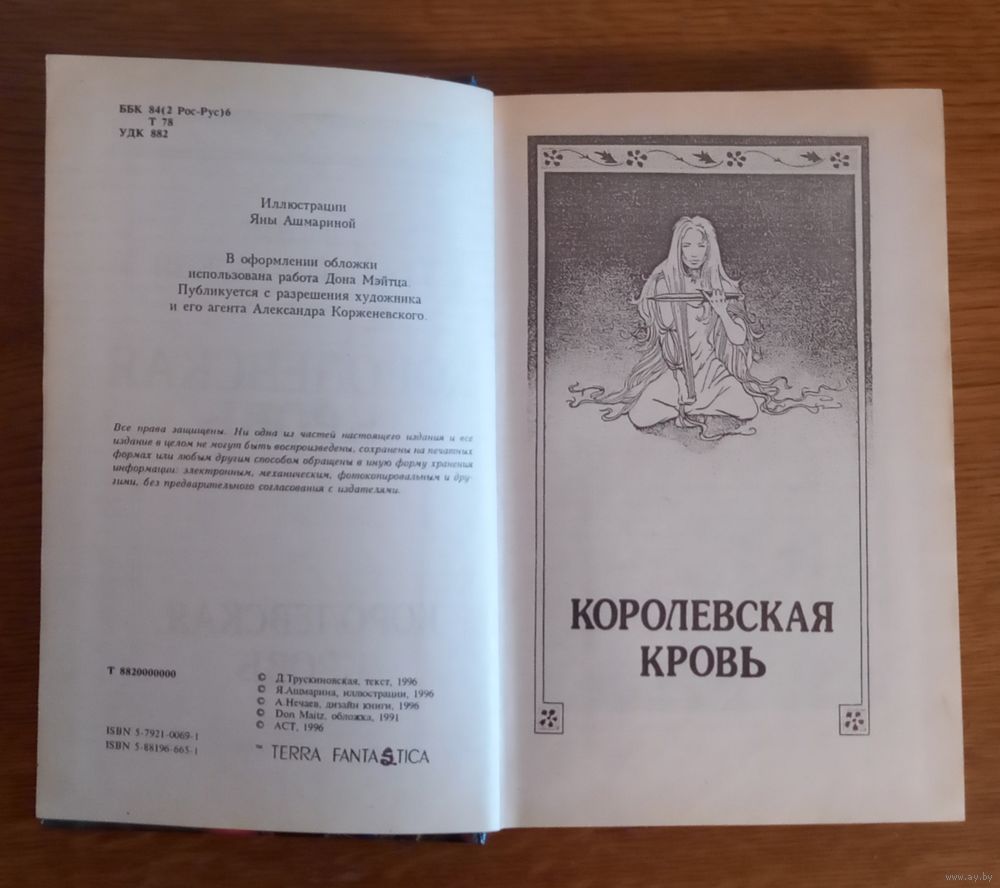 ББК 84(2 Рос-Рус)6
Т 78
УДК 882
Иллюстрации
Яны Ашмариной
В оформлении обложки
использована работа Дона Мэйтца.
Публикуется с разрешения художника
и его агента Александра Корженевского.
Все права защищены. Ни одна из частей настоящего издания и все
издание в целом не могут быть воспроизведены, сохранены на печатных
формах или любым другим способом обращены в иную форму хранения
информации: электронным, механическим, фотокопировальным и дру-
гими, без предварительного согласования с издателями.
Т 8820000000
© Д.Трускиновская, текст, 1996
© Я.Ашмарина, иллюстрации, 1996
© А.Нечаев, дизайн книги, 1996
© Don Maitz, обложка, 1991
© АСТ, 1996
ISBN 5-7921-0069-1
ISBN 5-88196-665-1
™ TERRA FANTASTICA
КОРОЛЕВСКАЯ
КРОВЬ
www.ay.by